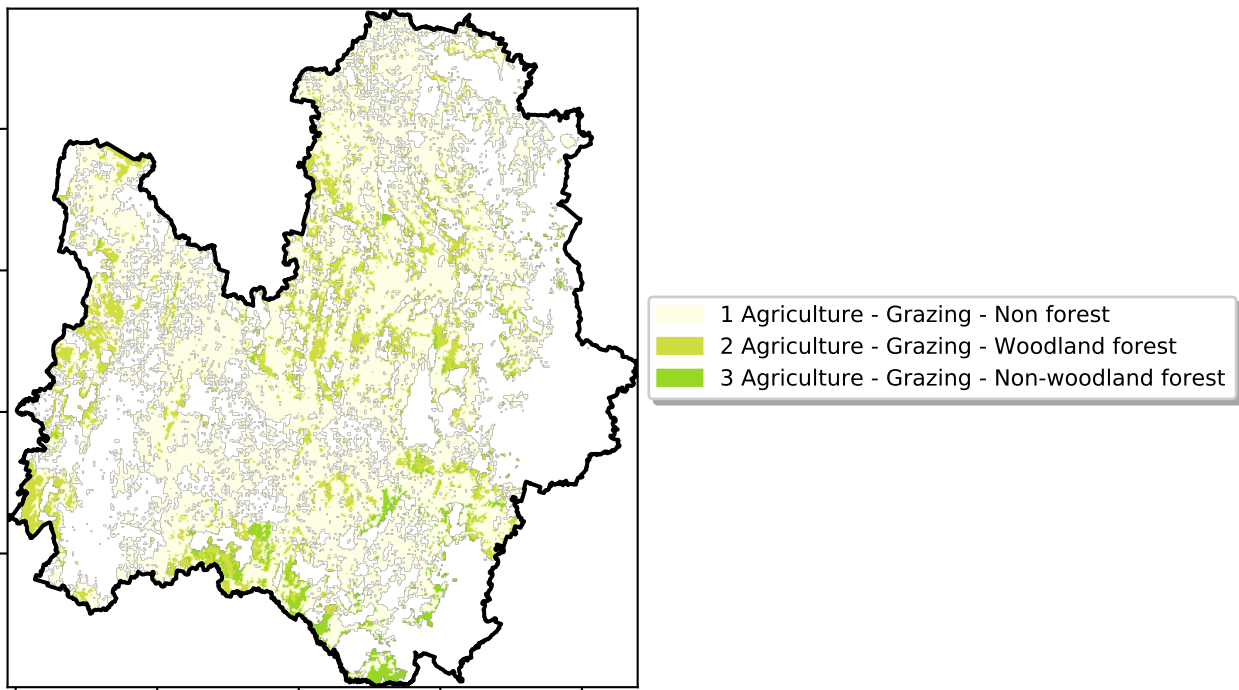 1 Agriculture - Grazing - Non forest
2 Agriculture - Grazing - Woodland forest
3 Agriculture - Grazing - Non-woodland forest